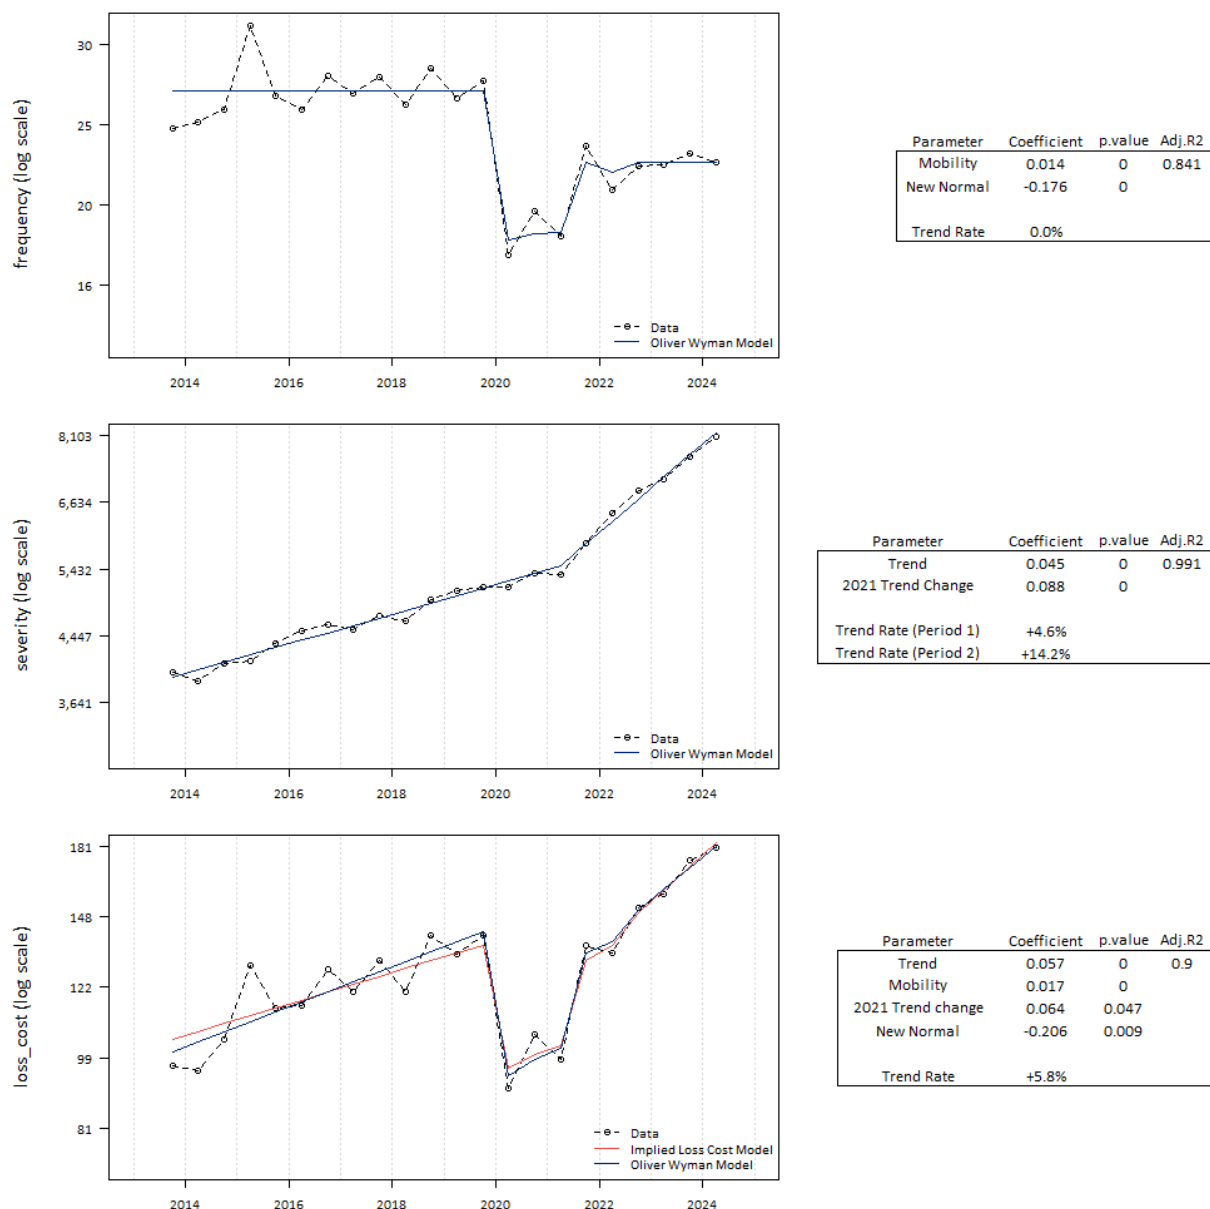 frequency (log scale)
30
25
20
16
Data
Oliver Wyman Model
2014 2016 2018 2020 2022 2024
Parameter Coefficient p.value Adj.R2
Mobility 0.014 0 0.841
New Normal -0.176 0
Trend Rate 0.0%
severity (log scale)
8,103
6,634
5,432
4,447
3,641
Data
Oliver Wyman Model
2014 2016 2018 2020 2022 2024
Parameter Coefficient p.value Adj.R2
Trend 0.045 0 0.991
2021 Trend Change 0.088 0
Trend Rate (Period 1) +4.6%
Trend Rate (Period 2) +14.2%
loss_cost (log scale)
181
148
122
99
81
Data
Implied Loss Cost Model
Oliver Wyman Model
2014 2016 2018 2020 2022 2024
Parameter Coefficient p.value Adj.R2
Trend 0.057 0 0.9
Mobility 0.017 0
2021 Trend change 0.064 0.047
New Normal -0.206 0.009
Trend Rate +5.8%